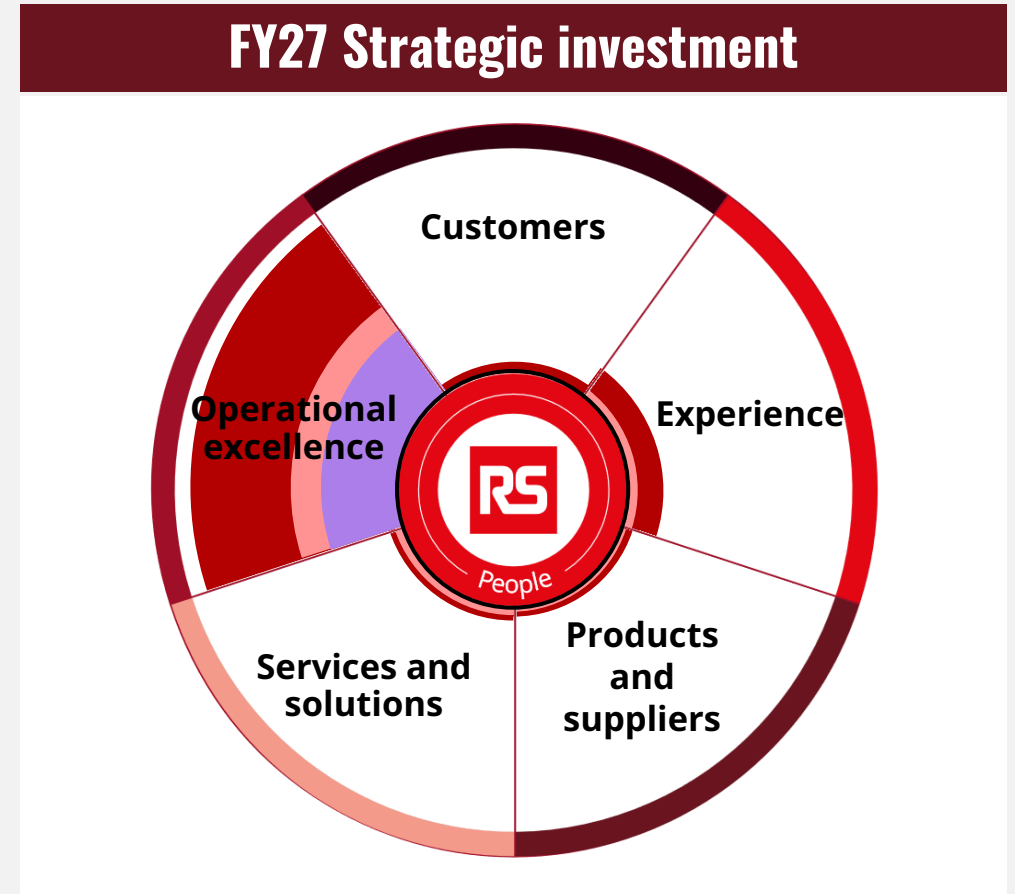 FY27 Strategic investment
Customers
Operational
excellence
Experience
RS
People
Services and
solutions
Products
and
suppliers